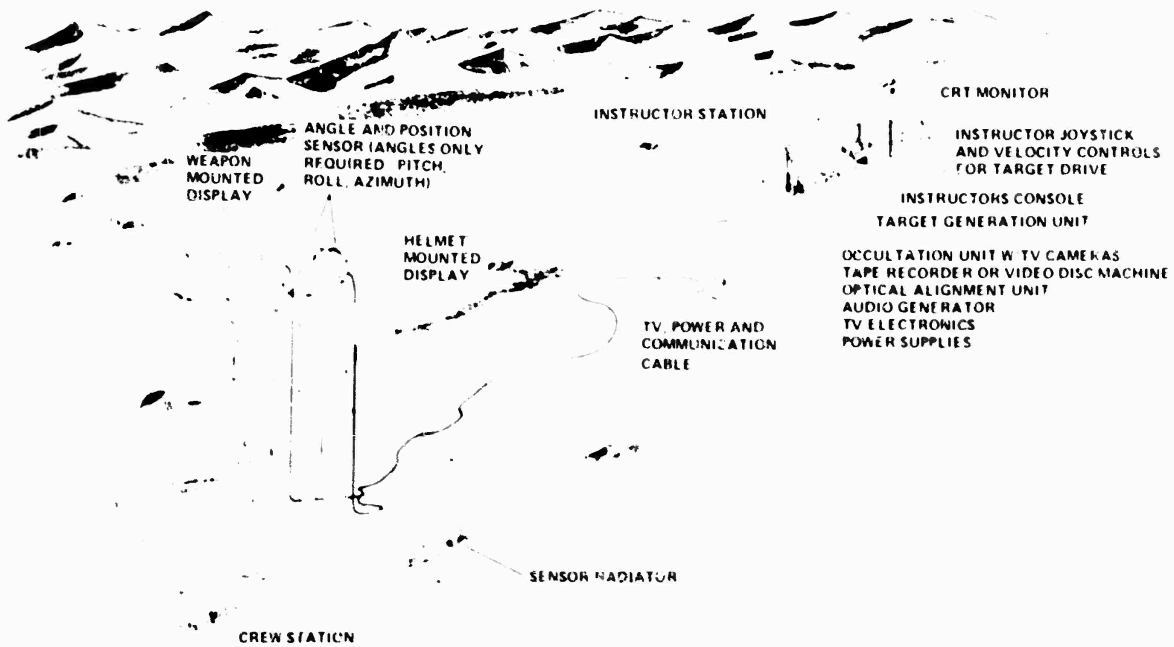 CRT MONITOR
INSTRUCTOR STATION
ANGLE AND POSITION
SENSOR (ANGLES ONLY
REQUIRED PITCH,
ROLL, AZIMUTH)
WEAPON
MOUNTED
DISPLAY
INSTRUCTOR JOYSTICK
AND VELOCITY CONTROLS
FOR TARGET DRIVE
INSTRUCTORS CONSOLE
TARGET GENERATION UNIT
HELMET
MOUNTED
DISPLAY
OCCULTATION UNIT W TV CAMERAS
TAPE RECORDER OR VIDEO DISC MACHINE
OPTICAL ALIGNMENT UNIT
AUDIO GENERATOR
TV ELECTRONICS
POWER SUPPLIES
TV, POWER AND
COMMUNICATION
CABLE
SENSOR RADIATOR
CREW STATION